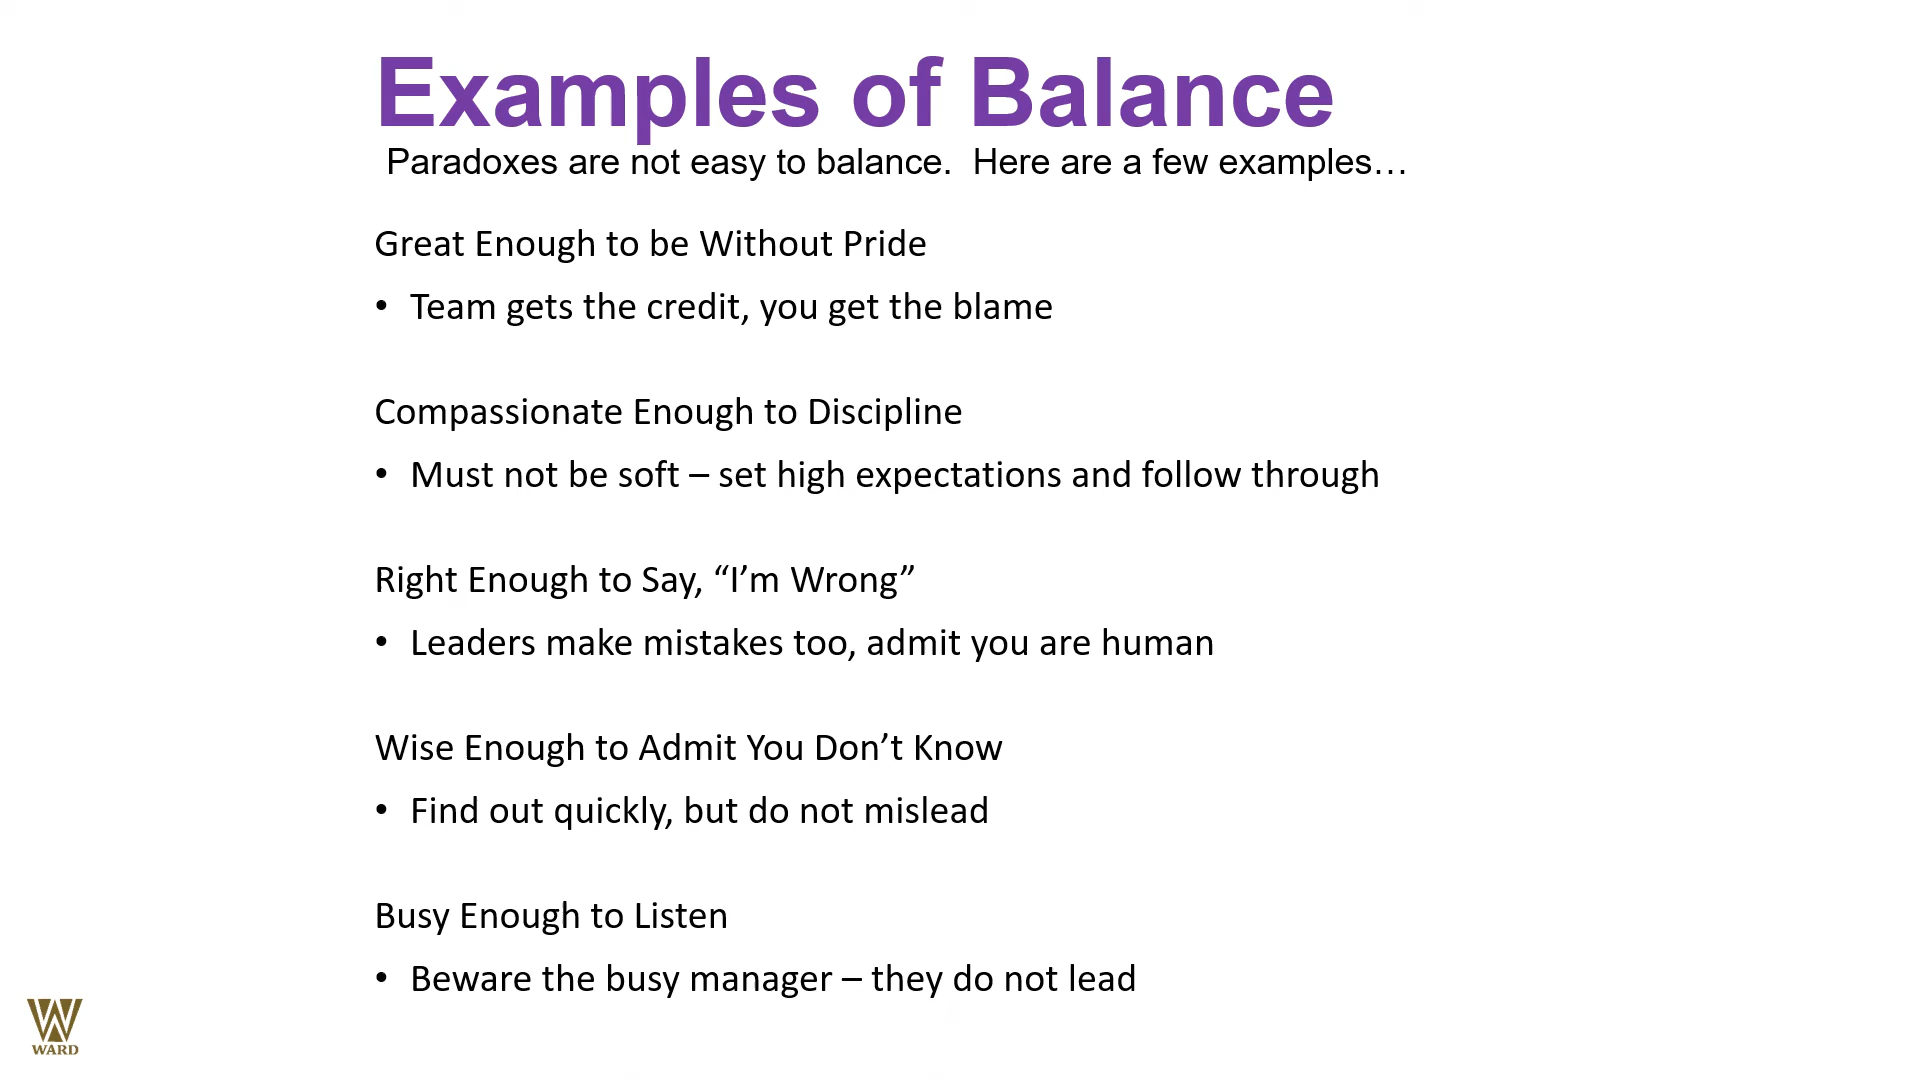 Examples of Balance
Paradoxes are not easy to balance.  Here are a few examples…
Great Enough to be Without Pride
• Team gets the credit, you get the blame
Compassionate Enough to Discipline
• Must not be soft – set high expectations and follow through
Right Enough to Say, “I’m Wrong”
• Leaders make mistakes too, admit you are human
Wise Enough to Admit You Don’t Know
• Find out quickly, but do not mislead
Busy Enough to Listen
• Beware the busy manager – they do not lead
WARD